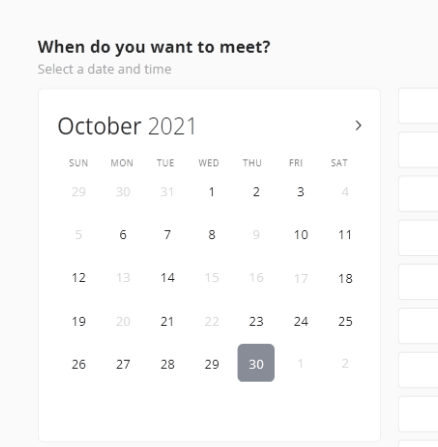 When do you want to meet?
Select a date and time
October 2021
SUN MON TUE WED THU FRI SAT
29 30 31 1 2 3 4
5 6 7 8 9 10 11
12 13 14 15 16 17 18
19 20 21 22 23 24 25
26 27 28 29 30 1 2